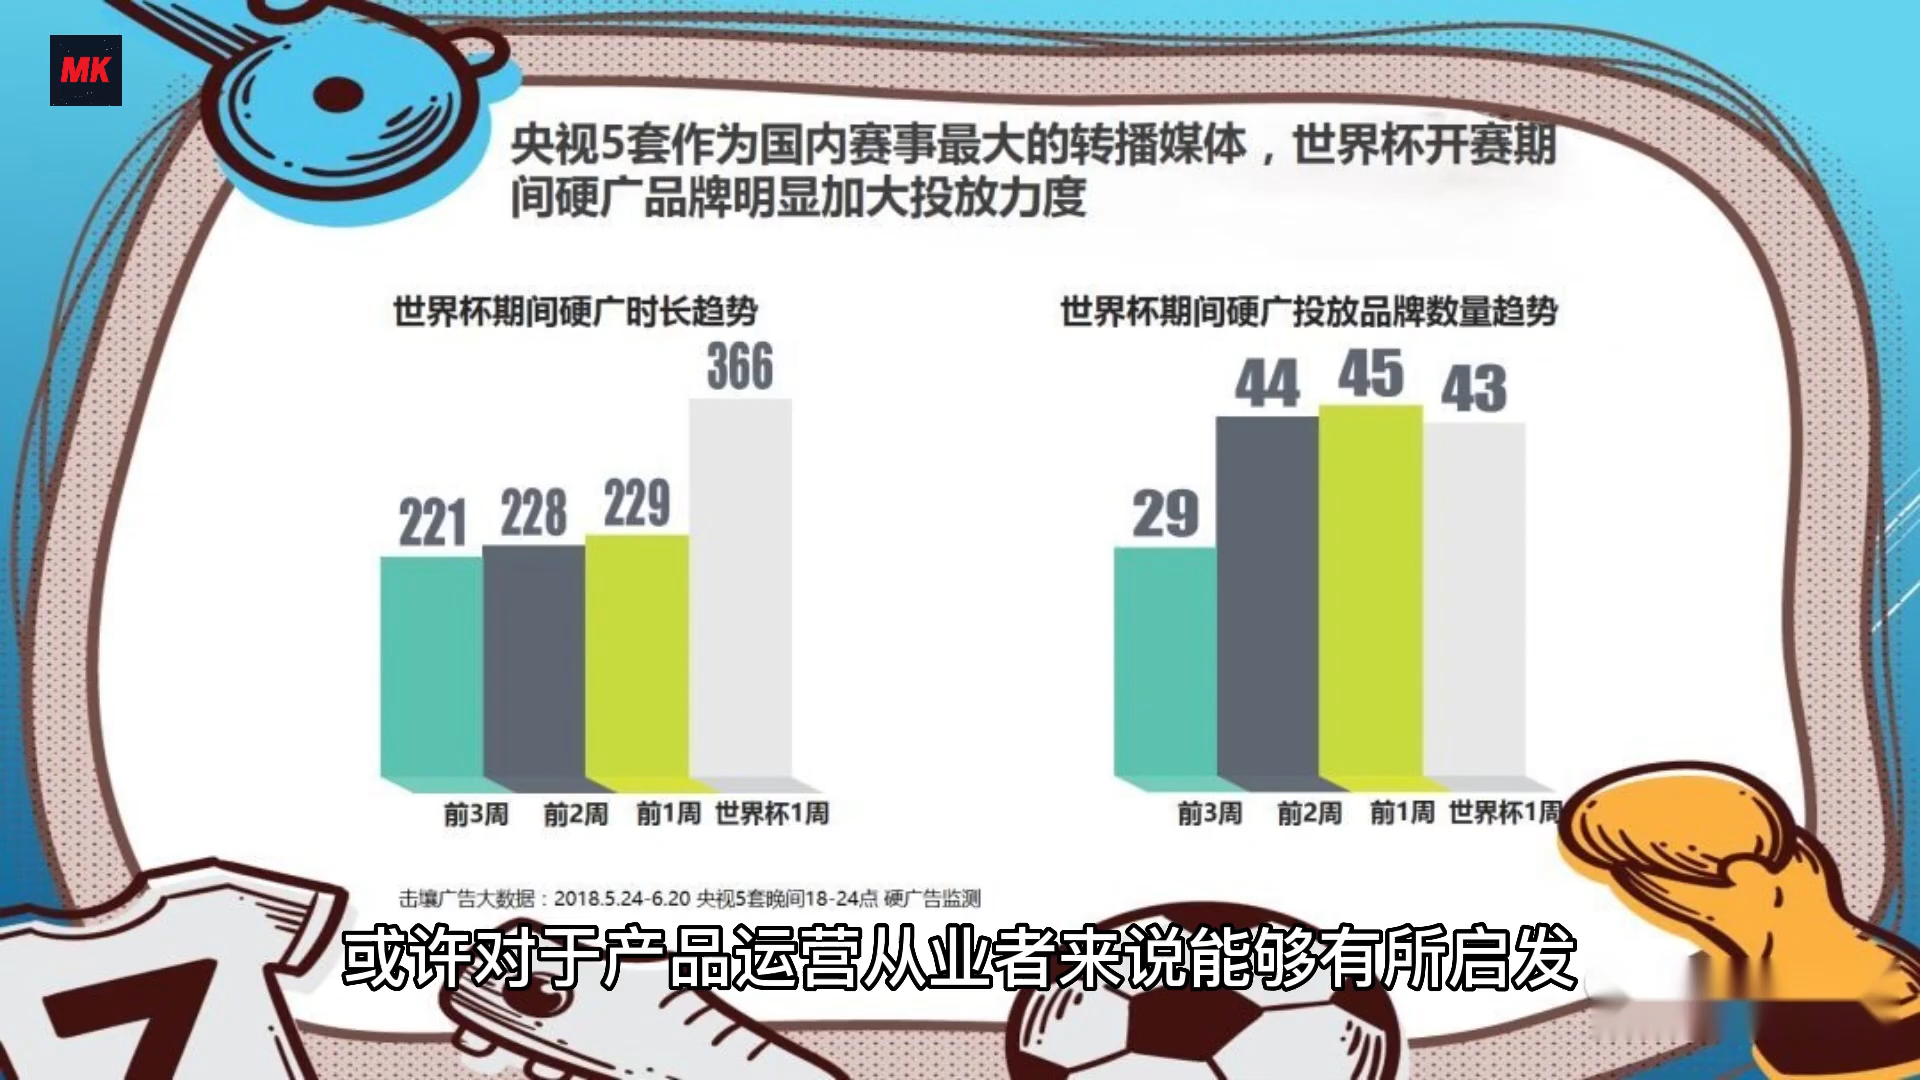 MK
央视5套作为国内赛事最大的转播媒体，世界杯开赛期
间硬广品牌明显加大投放力度
世界杯期间硬广时长趋势
世界杯期间硬广投放品牌数量趋势
366
221
228
229
44
45
43
29
前3周
前2周
前1周
世界杯1周
前3周
前2周
前1周
世界杯1周
击壤广告大数据：2018.5.24-6.20 央视5套晚间18-24点 硬广告监测
或许对于产品运营从业者来说能够有所启发
7